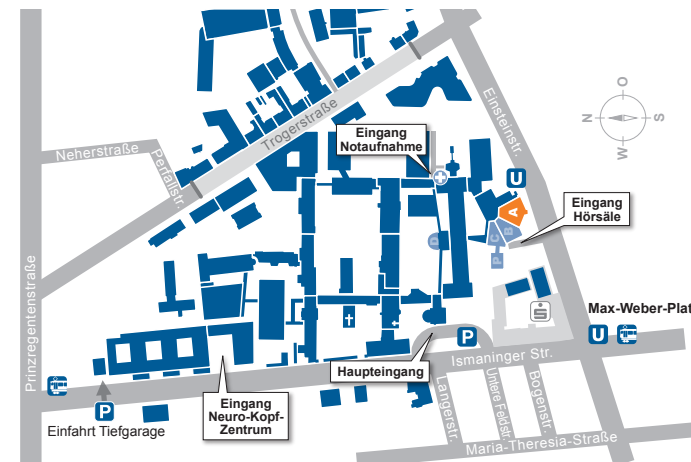 Einsteinstr.
O
N
S
W
Trogerstraße
Eingang
Notaufnahme
Neherstraße
Perfallstr.
U
A
Eingang
Hörsäle
B
C
D
P
Prinzregentenstraße
S
Max-Weber-Plat
U
P
Ismaninger Str.
Haupteingang
Eingang
Neuro-Kopf-
Zentrum
P
Einfahrt Tiefgarage
Langerstr.
Untere Feldstr.
Bogenstr.
Maria-Theresia-Straße